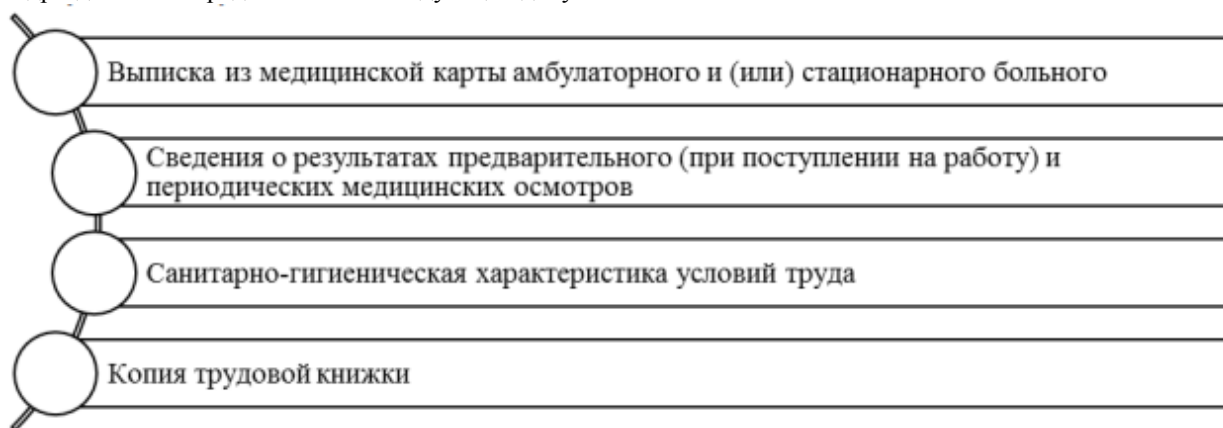 Выписка из медицинской карты амбулаторного и (или) стационарного больного
Сведения о результатах предварительного (при поступлении на работу) и
периодических медицинских осмотров
Санитарно-гигиеническая характеристика условий труда
Копия трудовой книжки